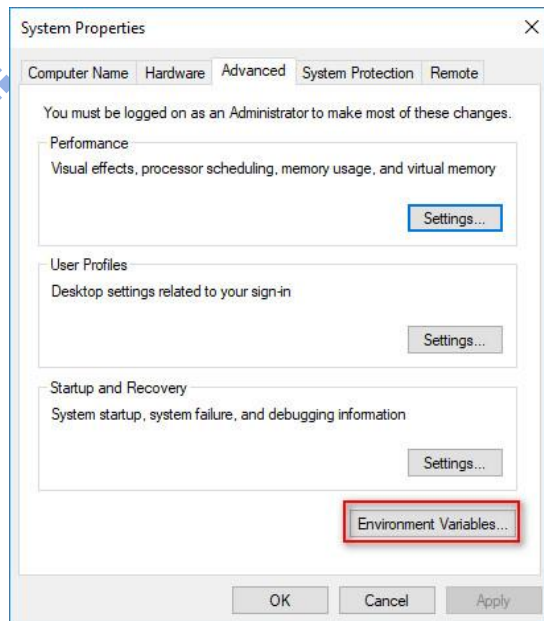 System Properties
Computer Name Hardware Advanced System Protection Remote
You must be logged on as an Administrator to make most of these changes.
Performance
Visual effects, processor scheduling, memory usage, and virtual memory
Settings...
User Profiles
Desktop settings related to your sign-in
Settings...
Startup and Recovery
System startup, system failure, and debugging information
Settings...
Environment Variables...
OK Cancel Apply